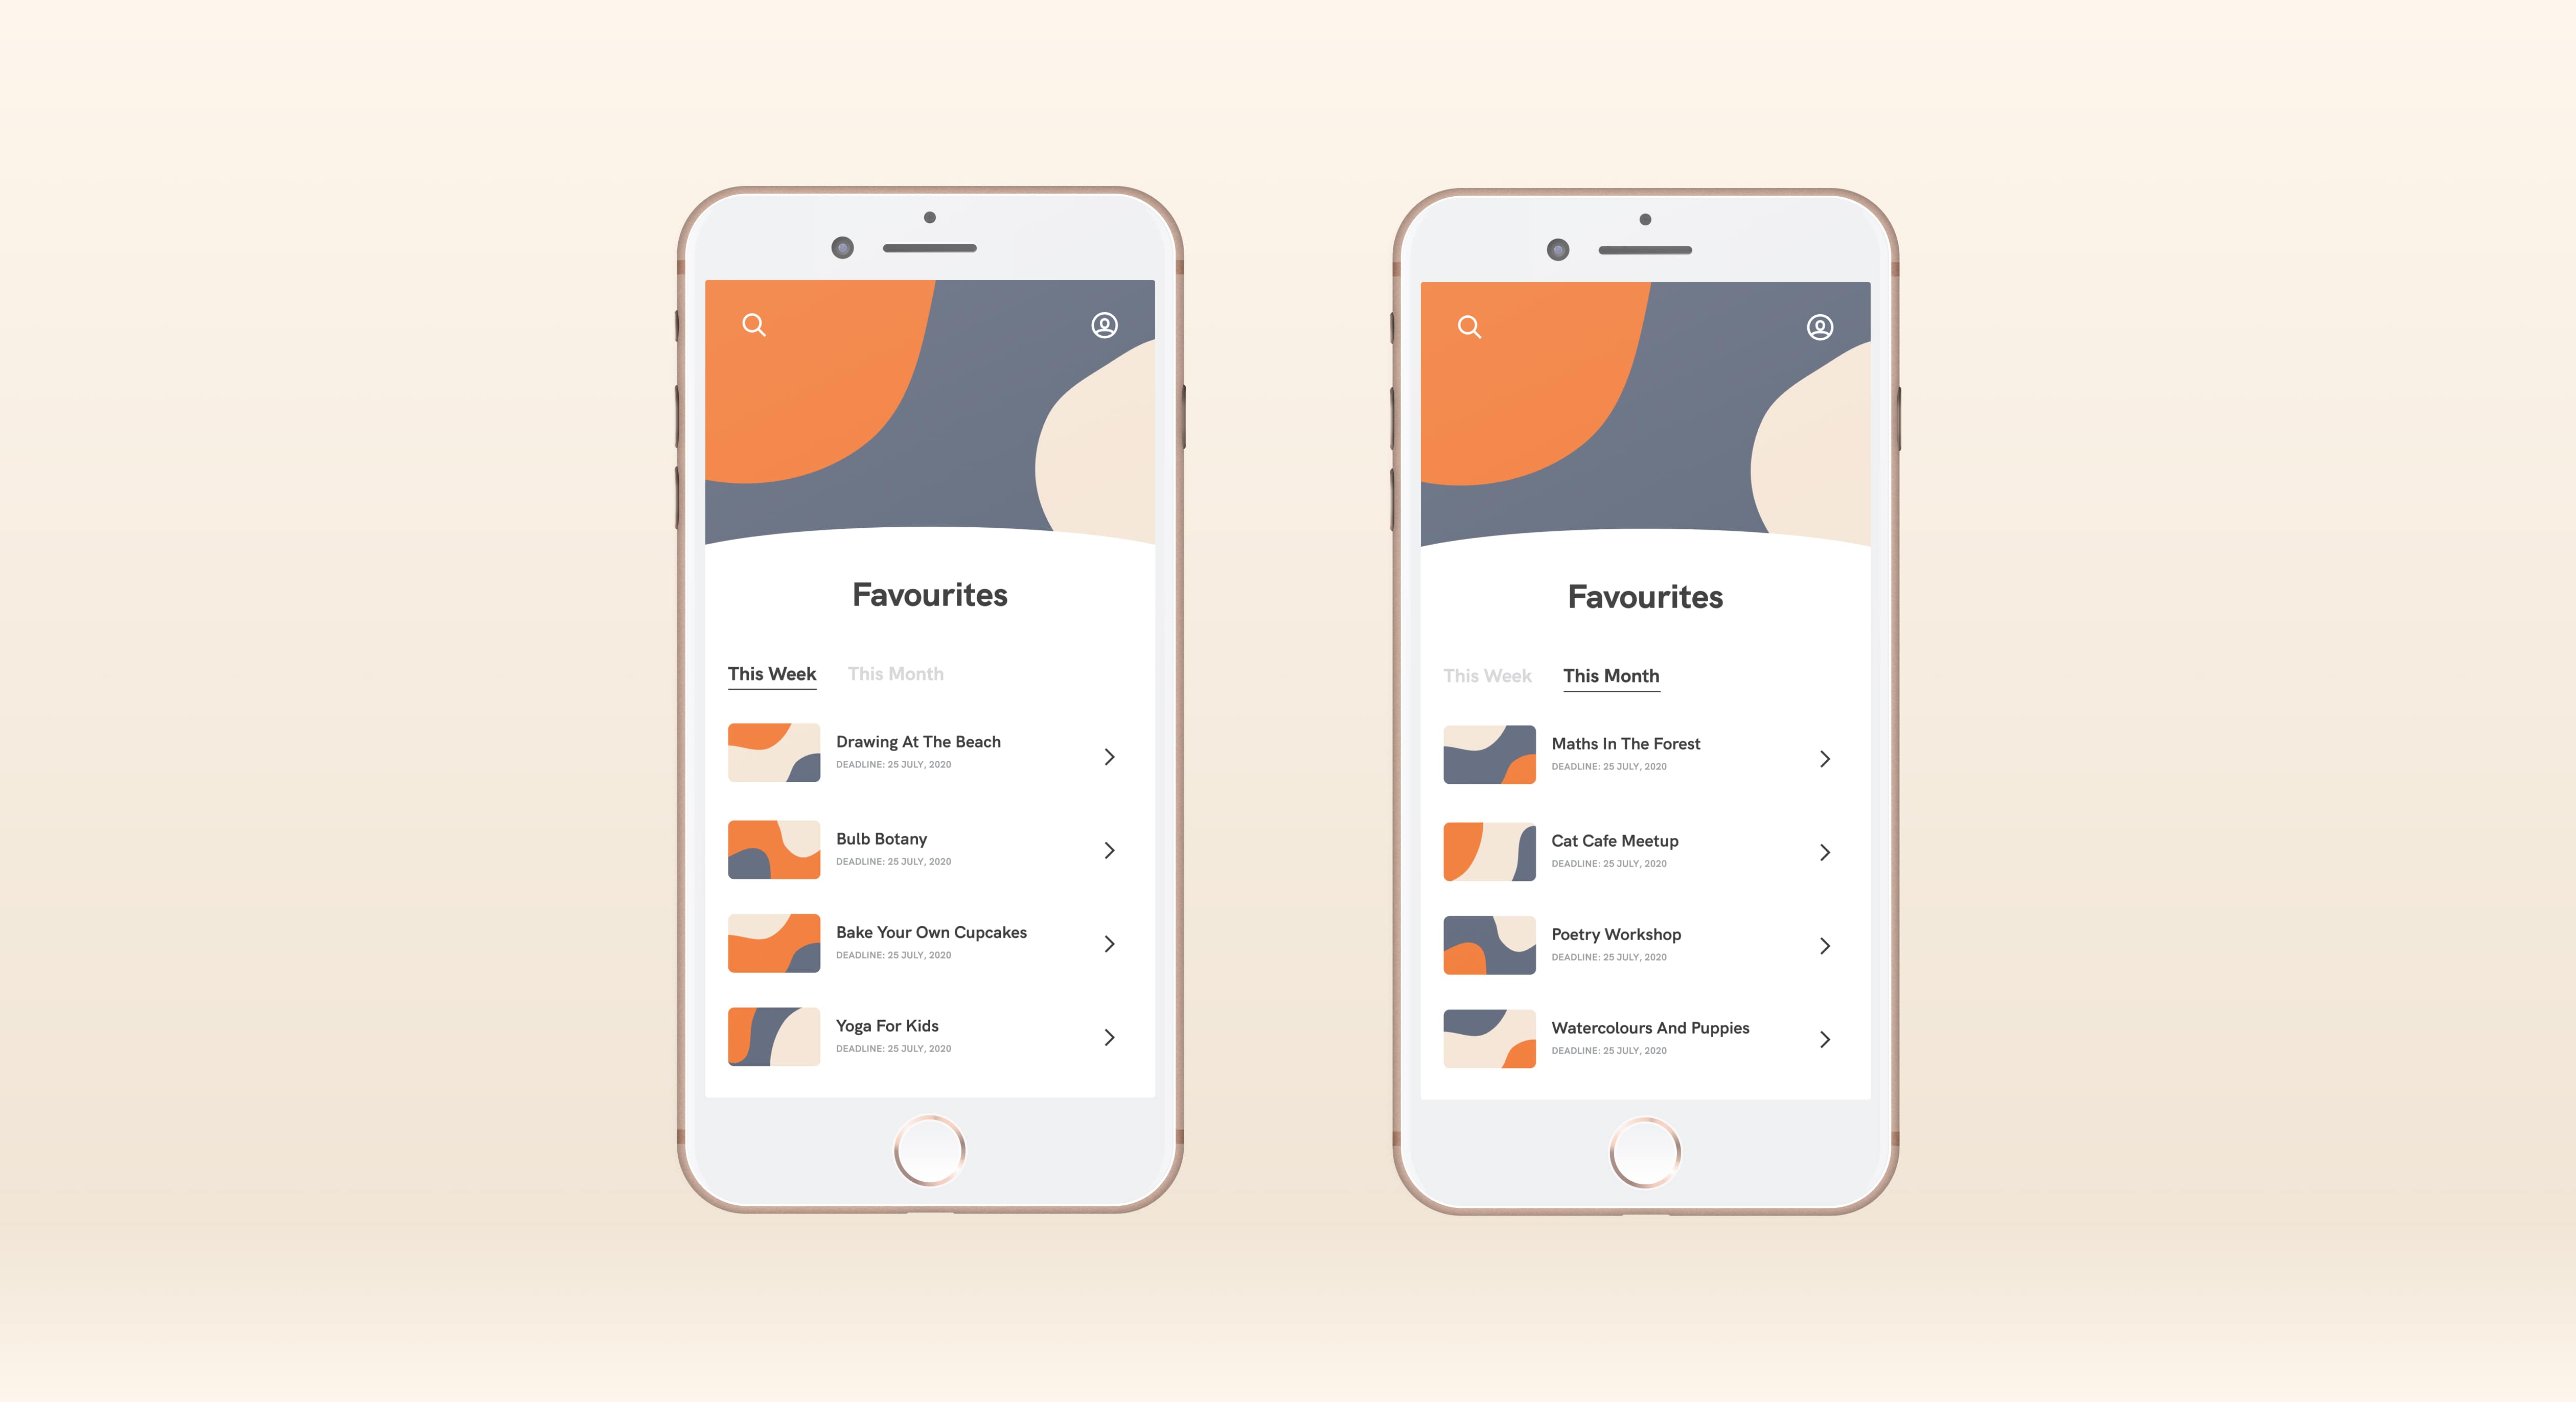 Favourites
This Week
This Month
Drawing At The Beach
DEADLINE: 25 JULY, 2020
Bulb Botany
DEADLINE: 25 JULY, 2020
Bake Your Own Cupcakes
DEADLINE: 25 JULY, 2020
Yoga For Kids
DEADLINE: 25 JULY, 2020
Favourites
This Week
This Month
Maths In The Forest
DEADLINE: 25 JULY, 2020
Cat Cafe Meetup
DEADLINE: 25 JULY, 2020
Poetry Workshop
DEADLINE: 25 JULY, 2020
Watercolours And Puppies
DEADLINE: 25 JULY, 2020